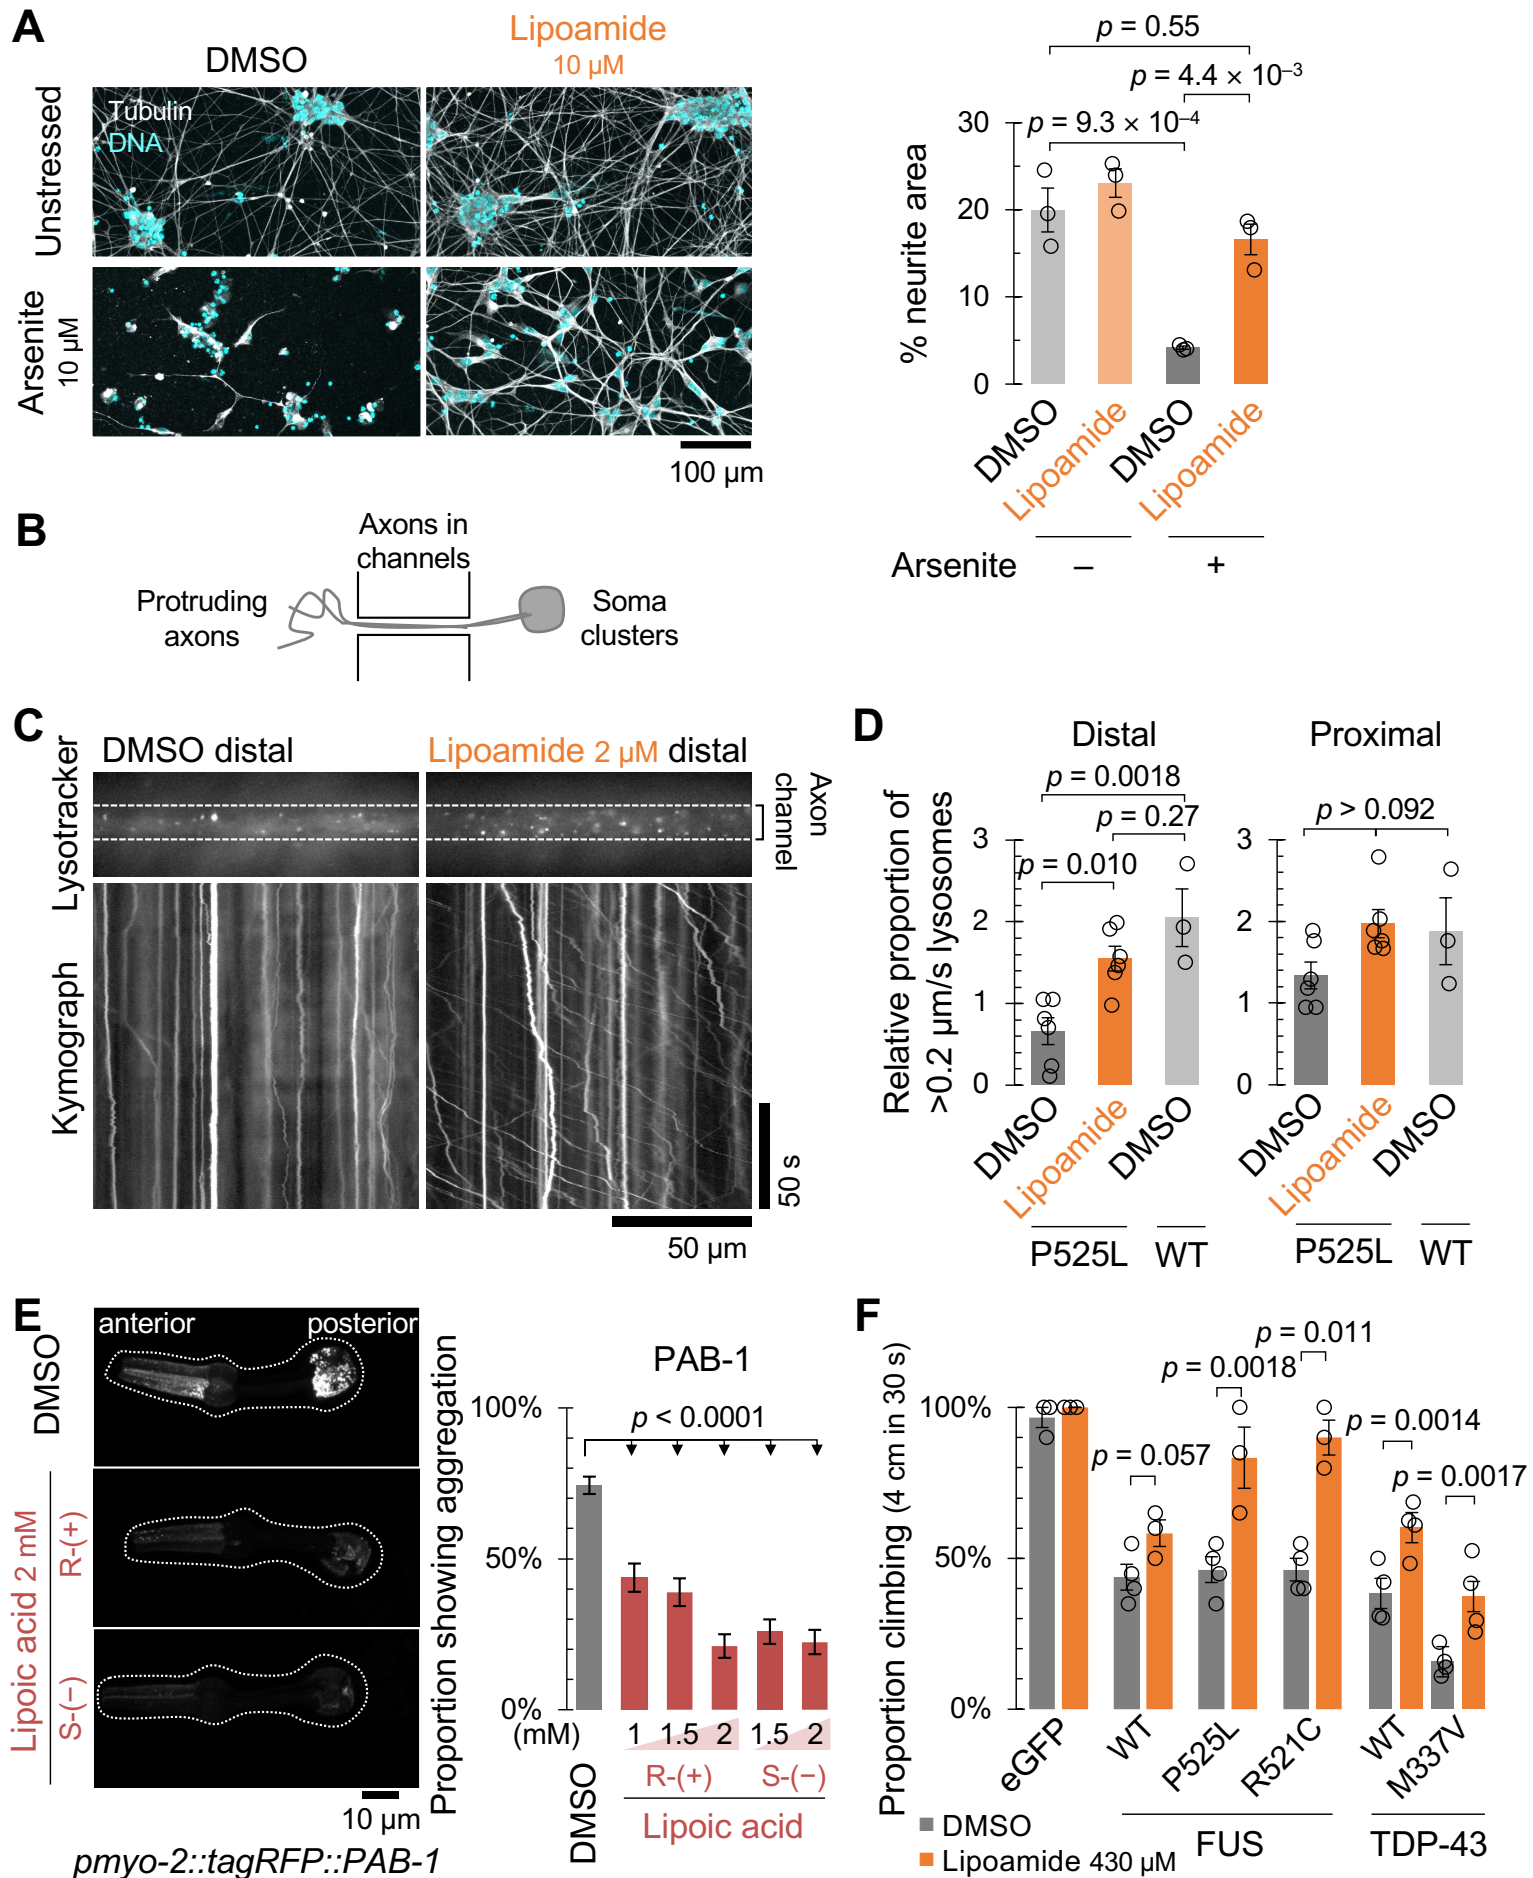 A
DMSO
Lipoamide
10 µM
Unstressed
Tubulin
DNA
Arsenite
10 µM
100 µm
p = 0.55
p = 4.4 × 10–3
p = 9.3 × 10–4
% neurite area
30
20
10
0
DMSO
Lipoamide
DMSO
Lipoamide
Arsenite
–
+
B
Axons in
channels
Protruding
axons
Soma
clusters
C
DMSO distal
Lipoamide 2 µM distal
Lysotracker
Axon
channel
Kymograph
50 s
50 µm
D
Distal
Proximal
Relative proportion of
>0.2 µm/s lysosomes
p = 0.0018
p = 0.27
p = 0.010
3
2
1
0
DMSO
Lipoamide
DMSO
P525L
WT
p > 0.092
3
2
1
0
DMSO
Lipoamide
DMSO
P525L
WT
E
DMSO
anterior
posterior
Lipoic acid 2 mM
R-(+)
S-(−)
10 µm
pmyo-2::tagRFP::PAB-1
Proportion showing aggregation
PAB-1
p < 0.0001
100%
50%
0%
(mM)
1
1.5
2
1.5
2
DMSO
R-(+)
S-(−)
Lipoic acid
F
Proportion climbing (4 cm in 30 s)
p = 0.011
p = 0.0018
p = 0.057
p = 0.0014
p = 0.0017
100%
50%
0%
eGFP
WT
P525L
R521C
WT
M337V
FUS
TDP-43
DMSO
Lipoamide 430 µM